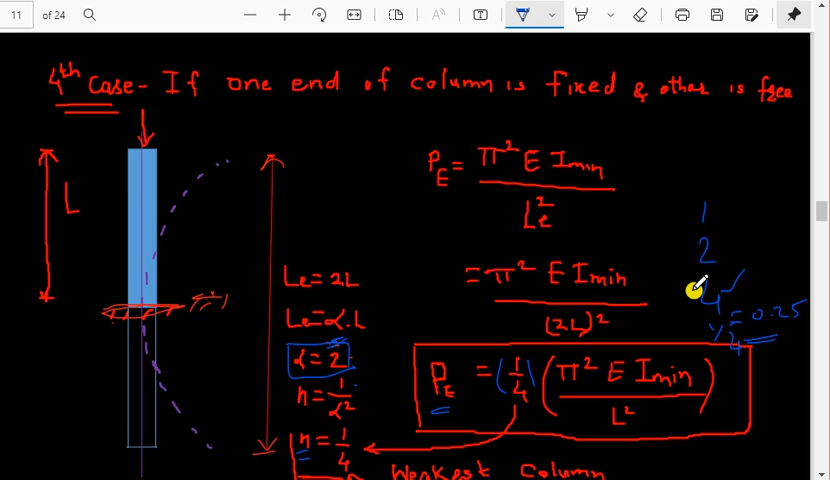 11 of 24
4th Case - If one end of column is fixed & other is free
L
PE = π² E Imin / Le²
1
2
4
1/4 = 0.25
Le = 2L
Le = α.L
α = 2
n = 1/α²
n = 1/4
= π² E Imin / (2L)²
PE = (1/4) (π² E Imin / L²)
Weakest Column